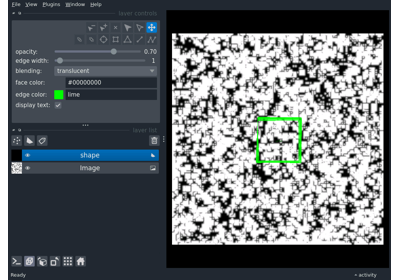 File View Plugins Window Help
layer controls
opacity: 0.70
edge width: 1
blending: translucent
face color: #00000000
edge color: lime
display text:
layer list
shape
Image
Ready
activity